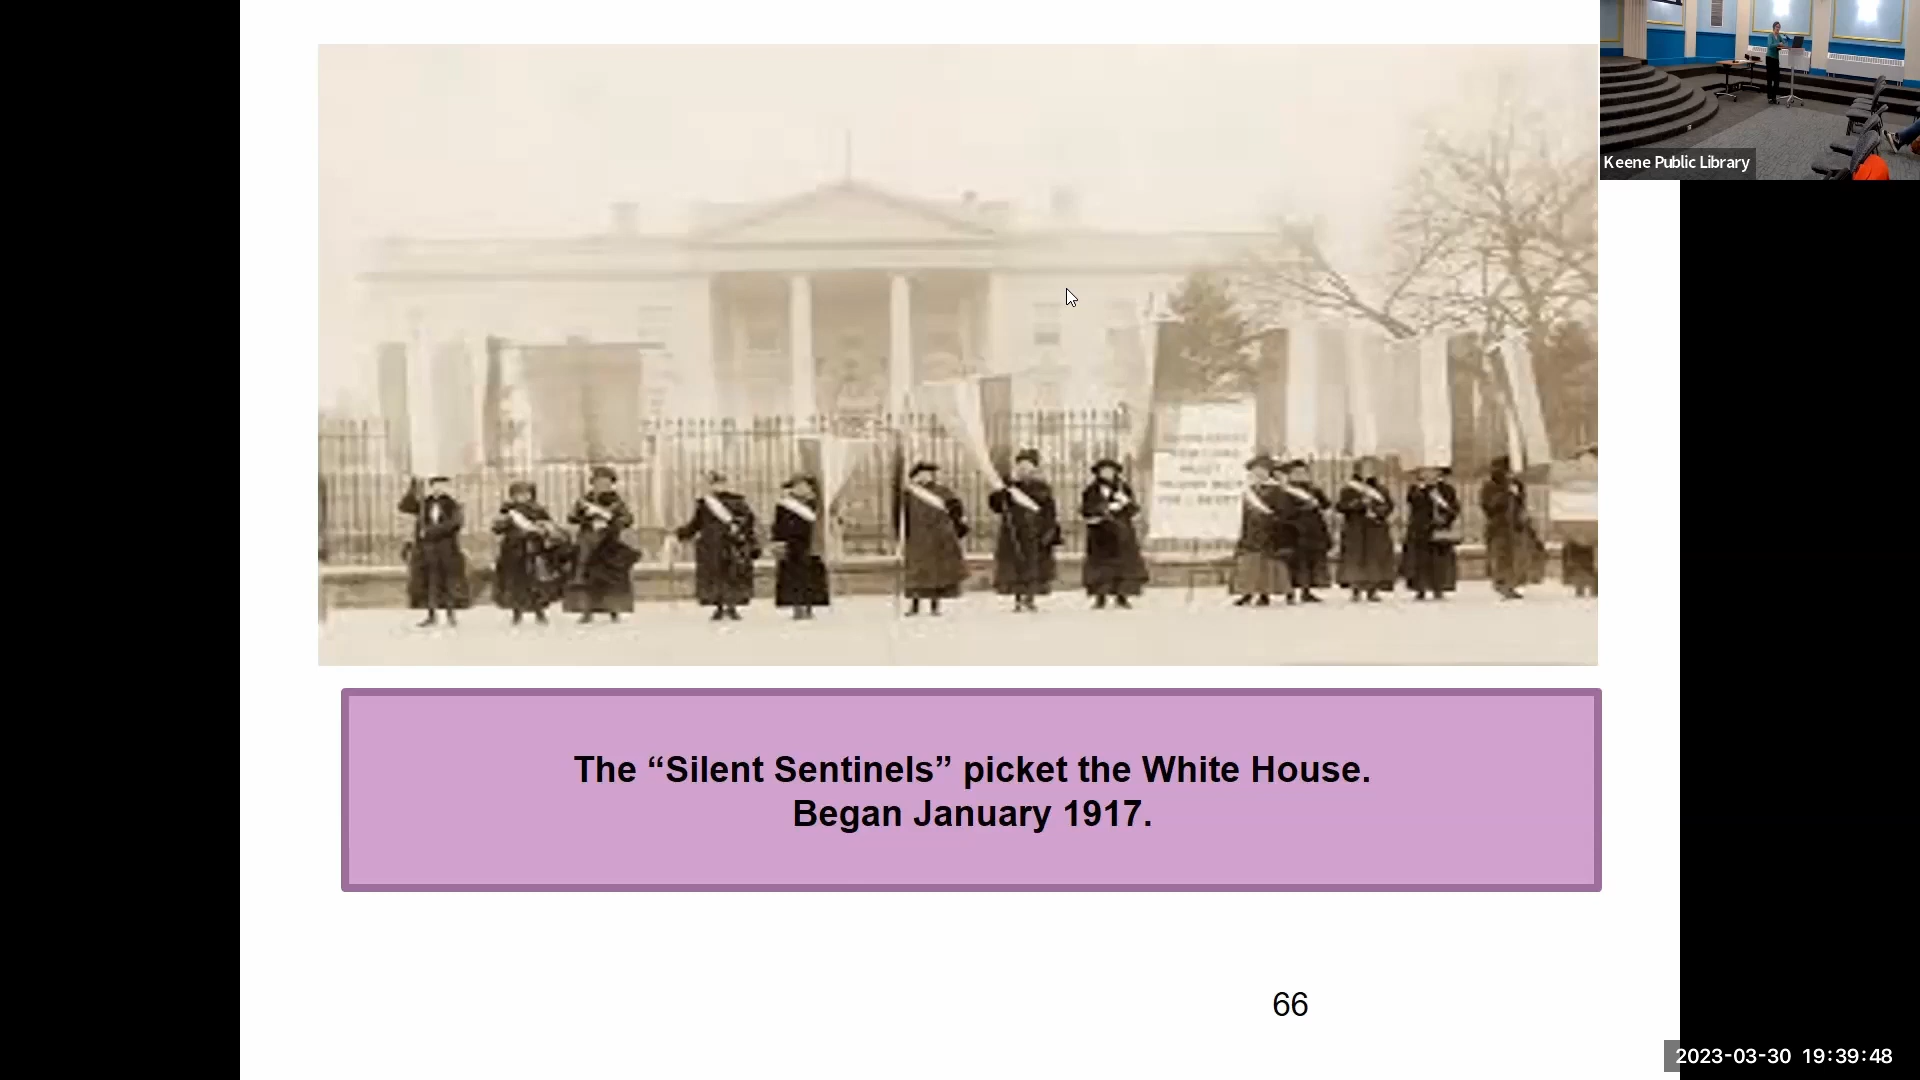 Keene Public Library
The “Silent Sentinels” picket the White House.
Began January 1917.
66
2023-03-30 19:39:48